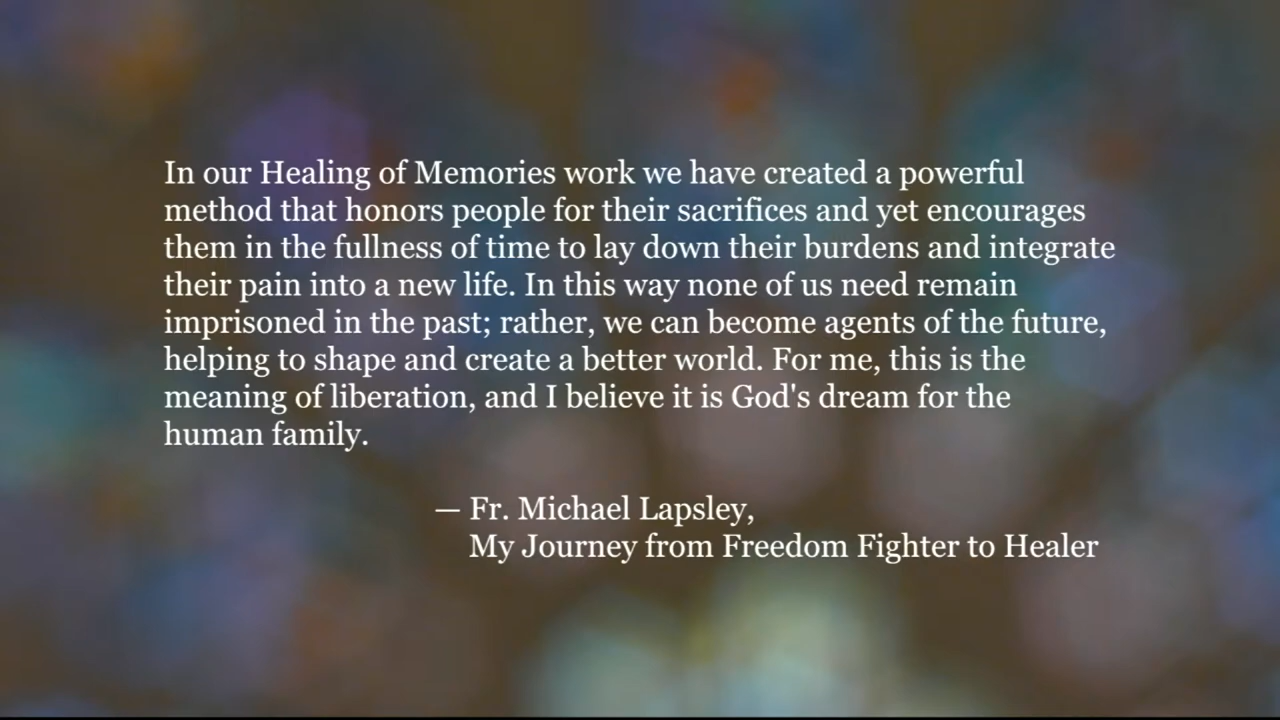 In our Healing of Memories work we have created a powerful
method that honors people for their sacrifices and yet encourages
them in the fullness of time to lay down their burdens and integrate
their pain into a new life. In this way none of us need remain
imprisoned in the past; rather, we can become agents of the future,
helping to shape and create a better world. For me, this is the
meaning of liberation, and I believe it is God's dream for the
human family.
— Fr. Michael Lapsley,
My Journey from Freedom Fighter to Healer